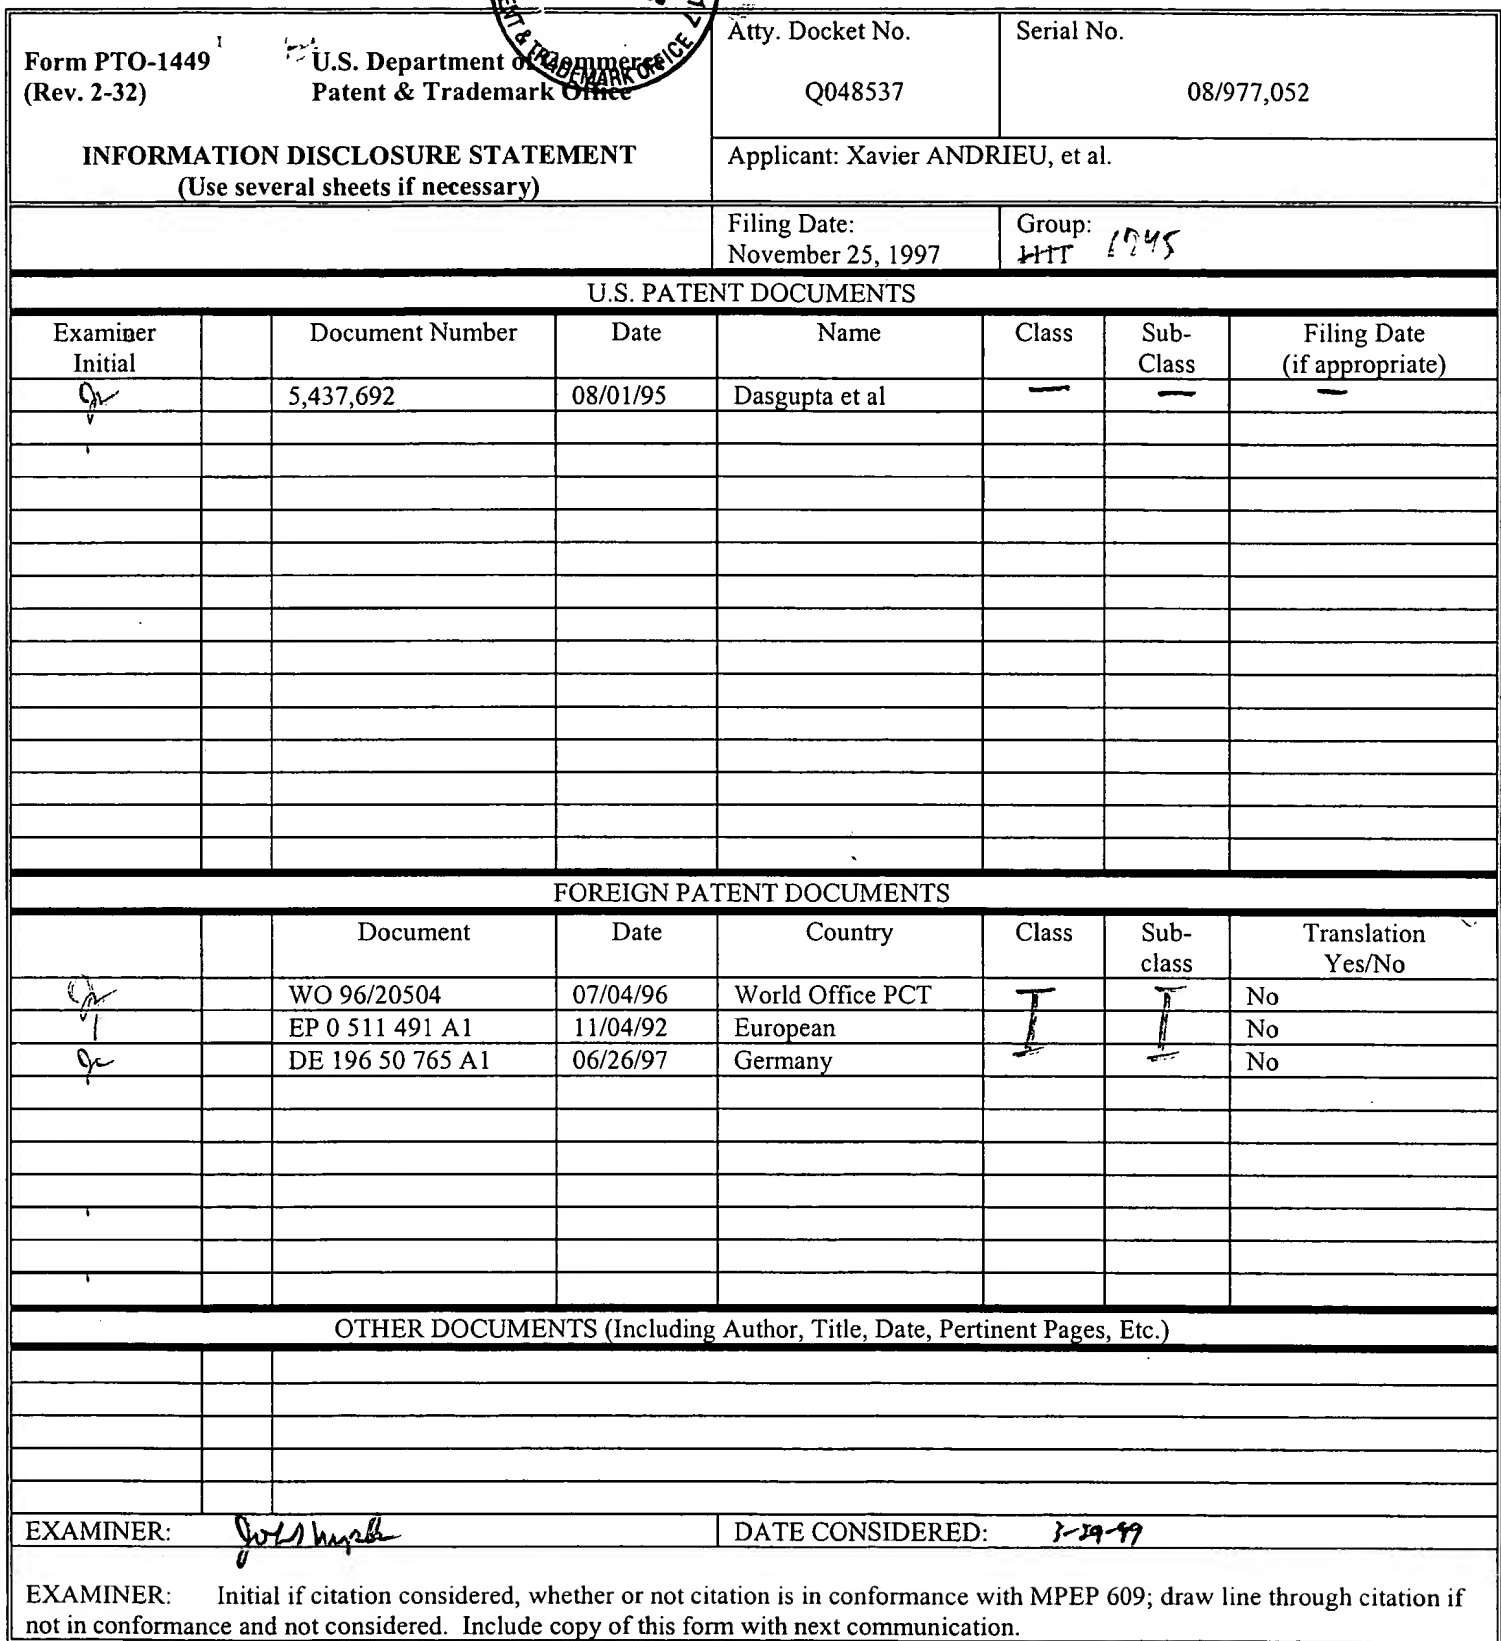 Form PTO-1449 U.S. Department of Commerce
(Rev. 2-32) Patent & Trademark Office
ENT & TRADEMARK OFFICE
INFORMATION DISCLOSURE STATEMENT
(Use several sheets if necessary)
Atty. Docket No.
Q048537
Serial No.
08/977,052
Applicant: Xavier ANDRIEU, et al.
Filing Date:
November 25, 1997
Group:
1745
U.S. PATENT DOCUMENTS
Examiner Initial Document Number Date Name Class Sub-Class Filing Date (if appropriate)
5,437,692 08/01/95 Dasgupta et al — — —
FOREIGN PATENT DOCUMENTS
Document Date Country Class Sub-class Translation Yes/No
WO 96/20504 07/04/96 World Office PCT No
EP 0 511 491 A1 11/04/92 European No
DE 196 50 765 A1 06/26/97 Germany No
OTHER DOCUMENTS (Including Author, Title, Date, Pertinent Pages, Etc.)
EXAMINER: DATE CONSIDERED: 3-29-99
EXAMINER: Initial if citation considered, whether or not citation is in conformance with MPEP 609; draw line through citation if
not in conformance and not considered. Include copy of this form with next communication.